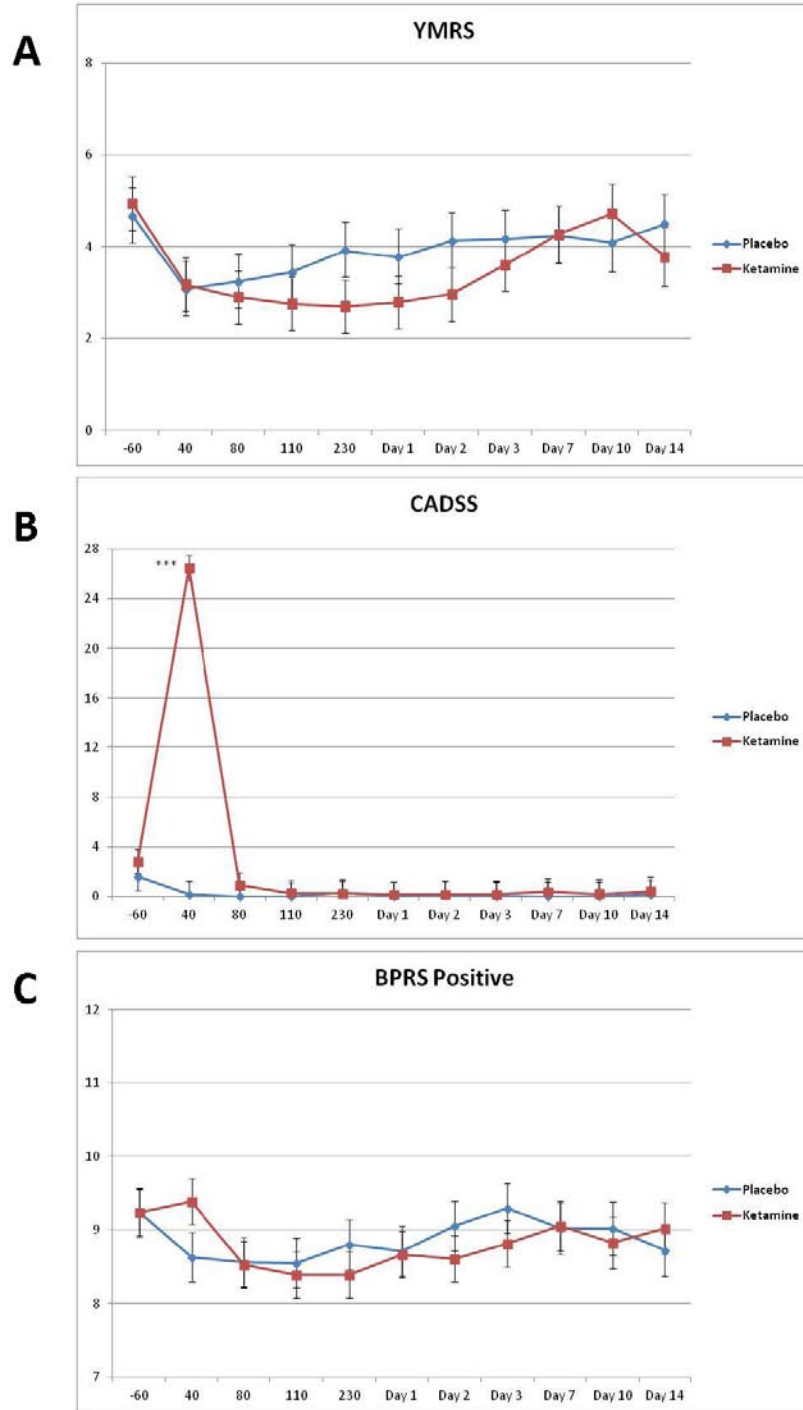 A
YMRS
8
6
4
2
0
-60 40 80 110 230 Day 1 Day 2 Day 3 Day 7 Day 10 Day 14
Placebo
Ketamine
B
CADSS
28
24
20
16
12
8
4
0
***
-60 40 80 110 230 Day 1 Day 2 Day 3 Day 7 Day 10 Day 14
Placebo
Ketamine
C
BPRS Positive
12
11
10
9
8
7
-60 40 80 110 230 Day 1 Day 2 Day 3 Day 7 Day 10 Day 14
Placebo
Ketamine